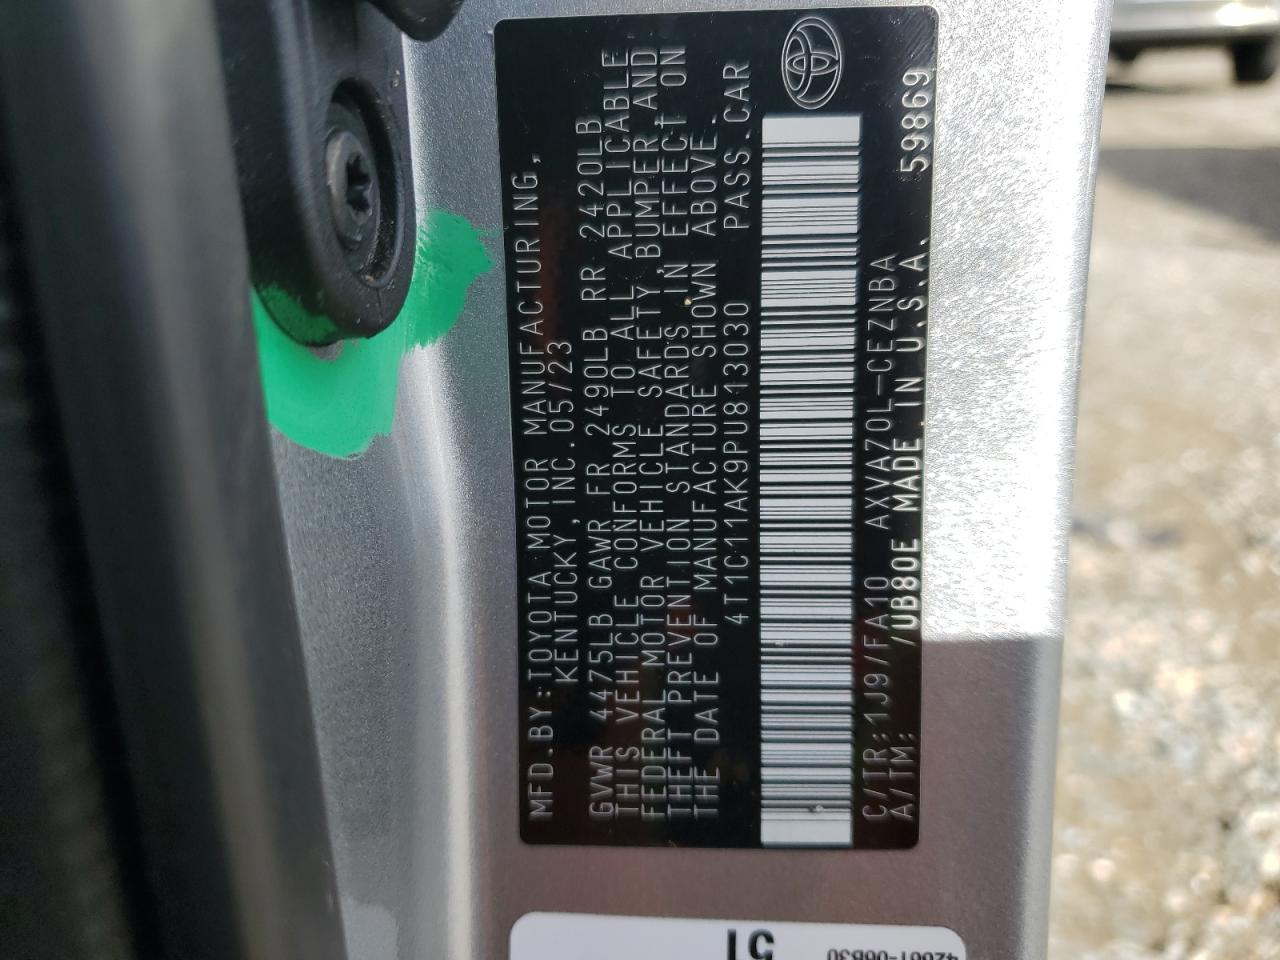 MFD.BY:TOYOTA MOTOR MANUFACTURING,
KENTUCKY,INC.05/23
GVWR 4475LB GAWR FR 2490LB RR 2420LB
THIS VEHICLE CONFORMS TO ALL APPLICABLE
FEDERAL MOTOR VEHICLE SAFETY,BUMPER,AND
THEFT PREVENTION STANDARDS IN EFFECT ON
THE DATE OF MANUFACTURE SHOWN ABOVE.
4T1C11AK9PU813030 PASS.CAR
C/TR:1J9/FA10 AXVA70L-CEZNBA
A/TM: /UB80E MADE IN U.S.A. 59869
51
42661-06B30